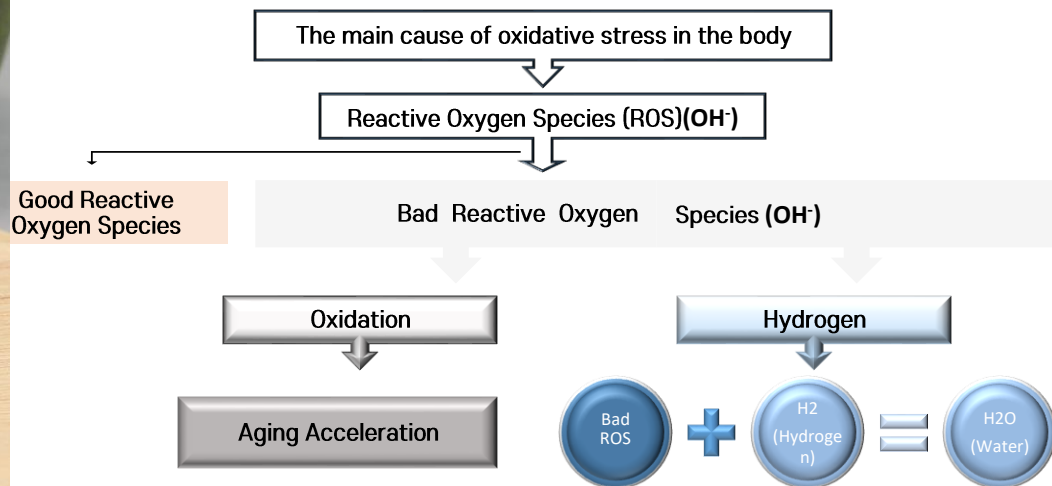 The main cause of oxidative stress in the body
Reactive Oxygen Species (ROS)(OH-)
Good Reactive
Oxygen Species
Bad Reactive Oxygen Species (OH-)
Oxidation
Hydrogen
Aging Acceleration
Bad
ROS
H2
(Hydroge
n)
H2O
(Water)